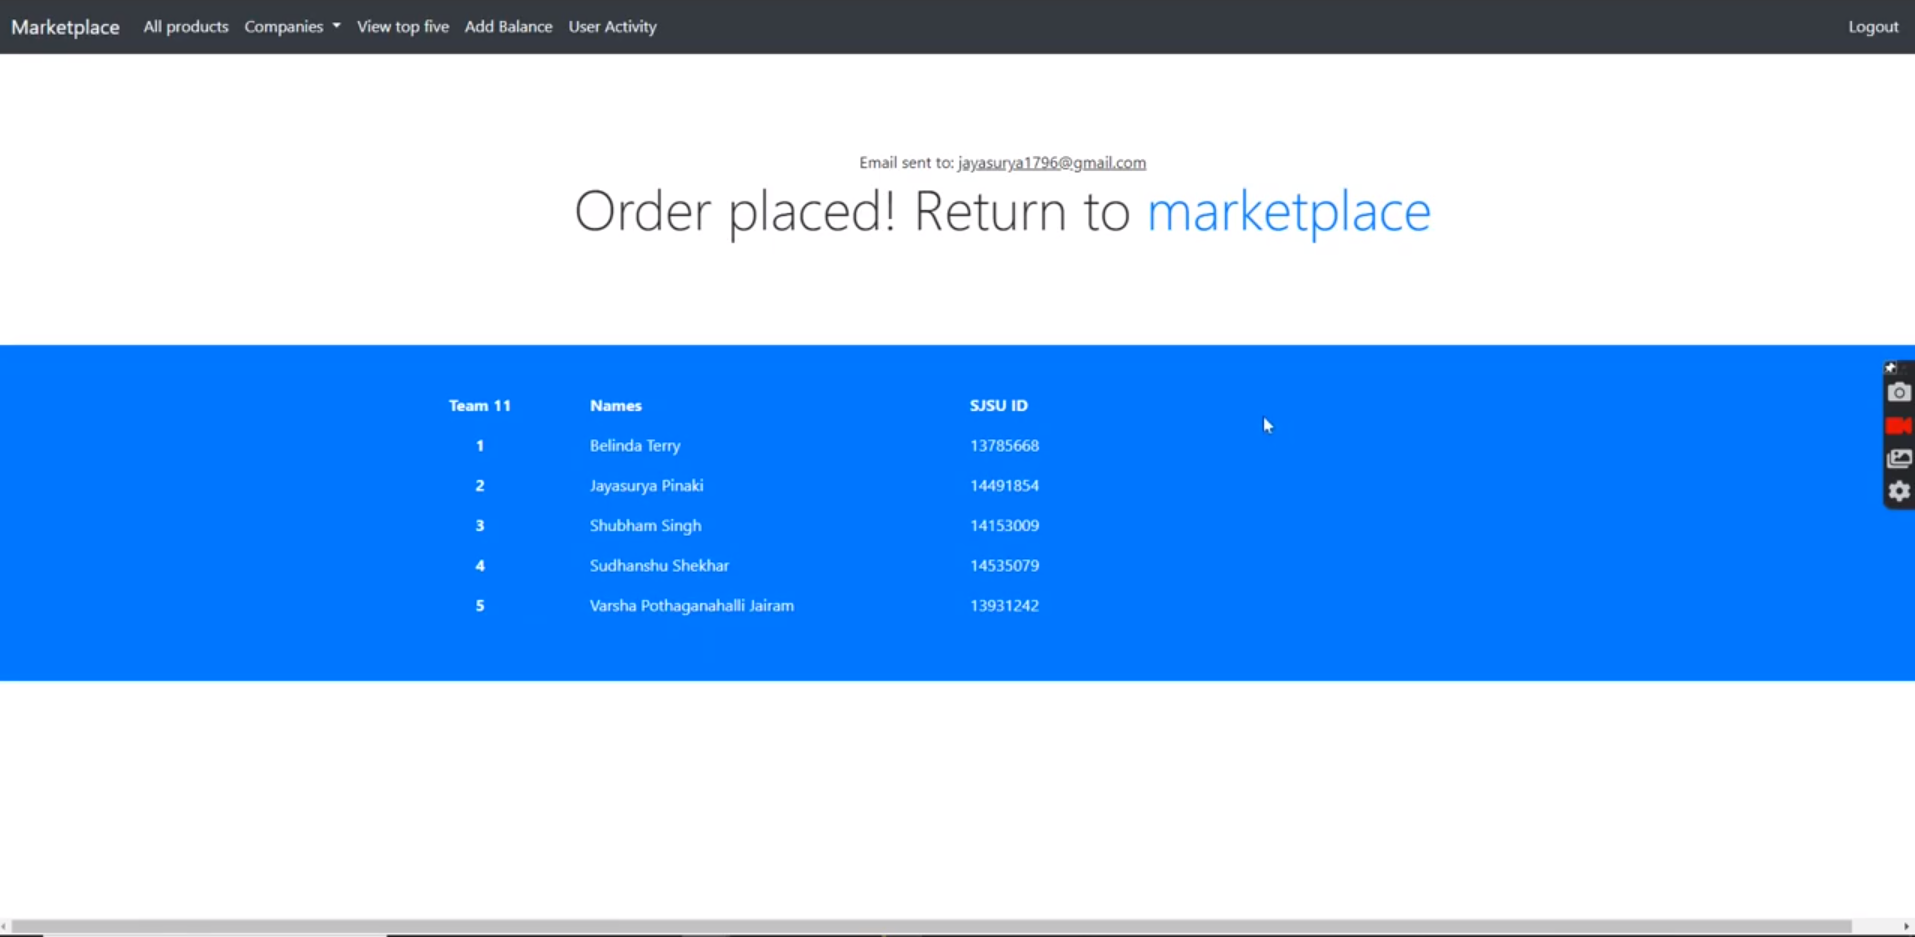 Marketplace All products Companies View top five Add Balance User Activity Logout
Email sent to: jayasurya1796@gmail.com
Order placed! Return to marketplace
Team 11 Names SJSU ID
1 Belinda Terry 13785668
2 Jayasurya Pinaki 14491854
3 Shubham Singh 14153009
4 Sudhanshu Shekhar 14535079
5 Varsha Pothaganahalli Jairam 13931242